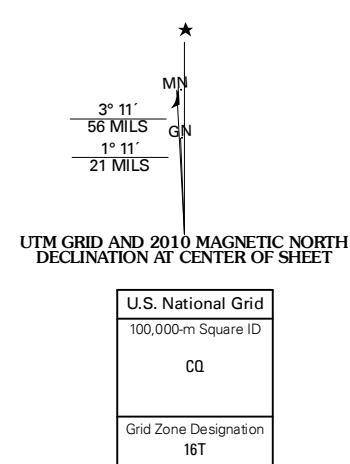 MN
3° 11´
56 MILS
GN
1° 11´
21 MILS
UTM GRID AND 2010 MAGNETIC NORTH
DECLINATION AT CENTER OF SHEET
U.S. National Grid
100,000-m Square ID
CQ
Grid Zone Designation
16T